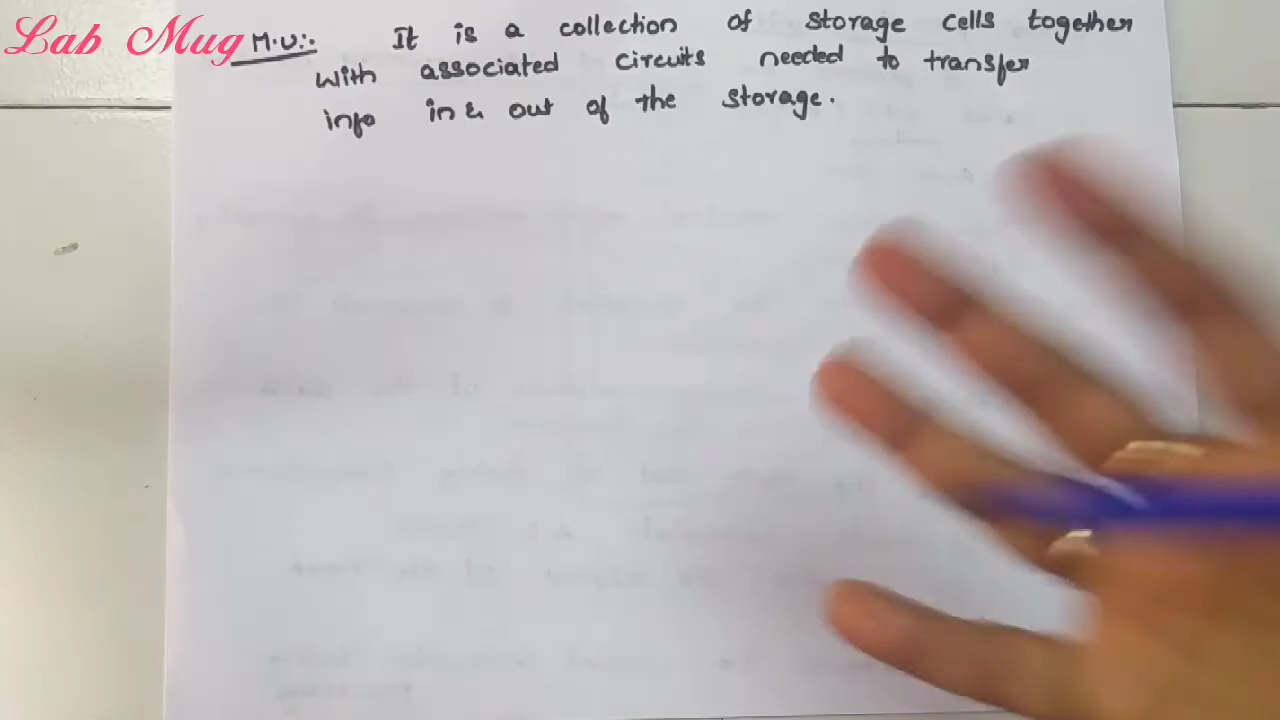 Lab Mug
M.U:- It is a collection of storage cells together
with associated circuits needed to transfer
info in & out of the storage.